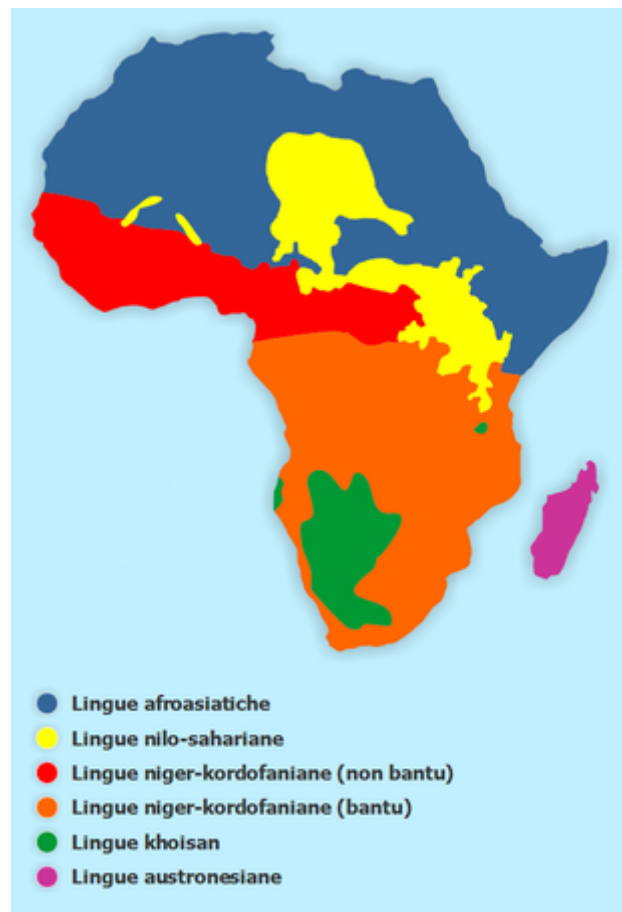 Lingue afroasiatiche
Lingue nilo-sahariane
Lingue niger-kordofaniane (non bantu)
Lingue niger-kordofaniane (bantu)
Lingue khoisan
Lingue austronesiane